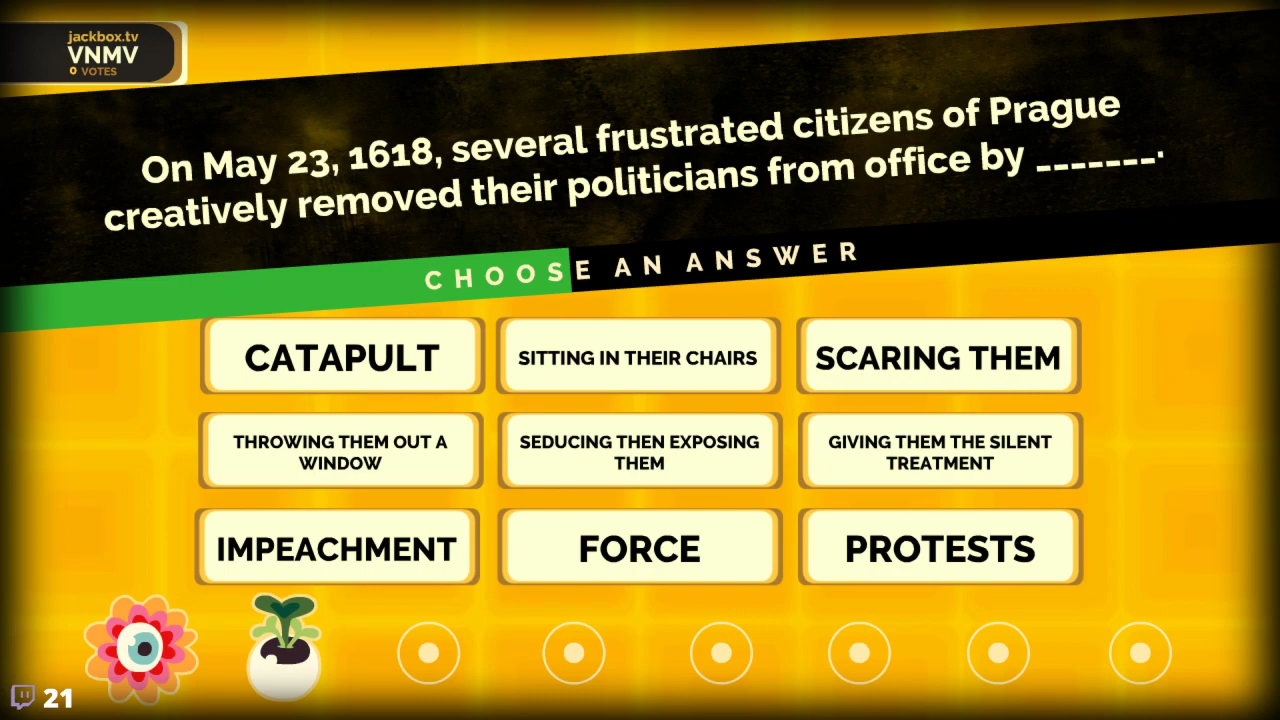 jackbox.tv
VNMV
0 VOTES
On May 23, 1618, several frustrated citizens of Prague
creatively removed their politicians from office by _______.
CHOOSE AN ANSWER
CATAPULT
SITTING IN THEIR CHAIRS
SCARING THEM
THROWING THEM OUT A
WINDOW
SEDUCING THEN EXPOSING
THEM
GIVING THEM THE SILENT
TREATMENT
IMPEACHMENT
FORCE
PROTESTS
21